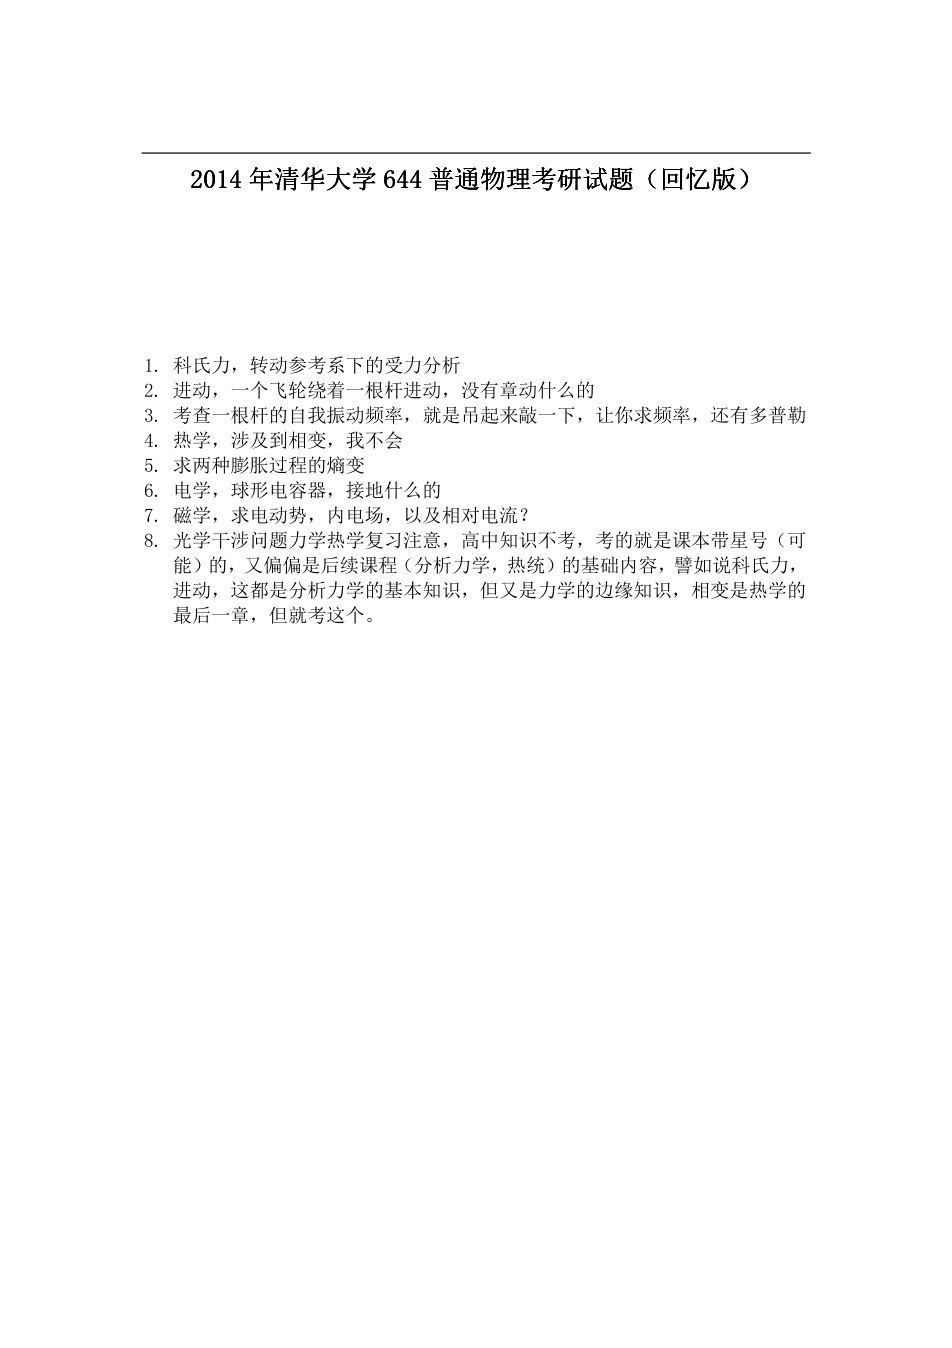 2014 年清华大学 644 普通物理考研试题（回忆版）
1. 科氏力，转动参考系下的受力分析
2. 进动，一个飞轮绕着一根杆进动，没有章动什么的
3. 考查一根杆的自我振动频率，就是吊起来敲一下，让你求频率，还有多普勒
4. 热学，涉及到相变，我不会
5. 求两种膨胀过程的熵变
6. 电学，球形电容器，接地什么的
7. 磁学，求电动势，内电场，以及相对电流？
8. 光学干涉问题力学热学复习注意，高中知识不考，考的就是课本带星号（可
能）的，又偏偏是后续课程（分析力学，热统）的基础内容，譬如说科氏力，
进动，这都是分析力学的基本知识，但又是力学的边缘知识，相变是热学的
最后一章，但就考这个。